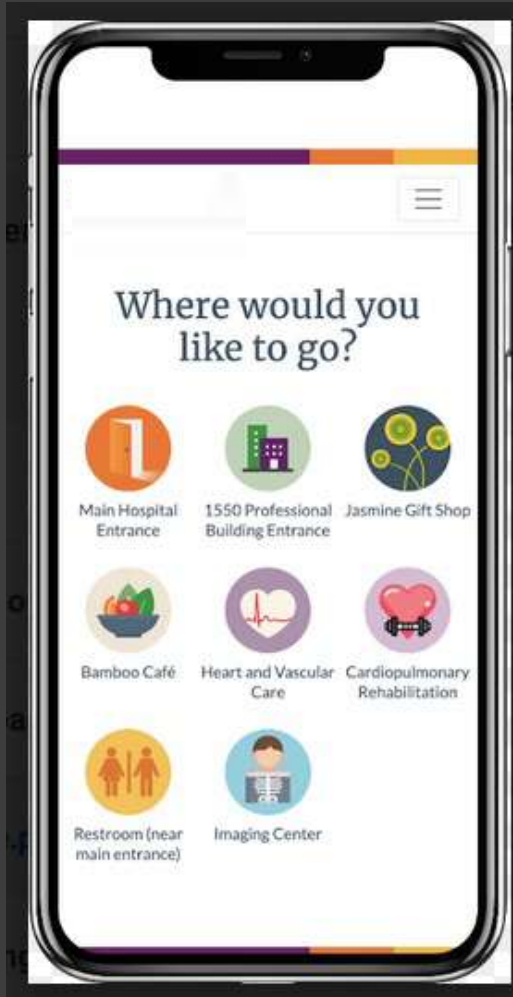 Where would you
like to go?
Main Hospital
Entrance
1550 Professional
Building Entrance
Jasmine Gift Shop
Bamboo Café
Heart and Vascular
Care
Cardiopulmonary
Rehabilitation
Restroom (near
main entrance)
Imaging Center